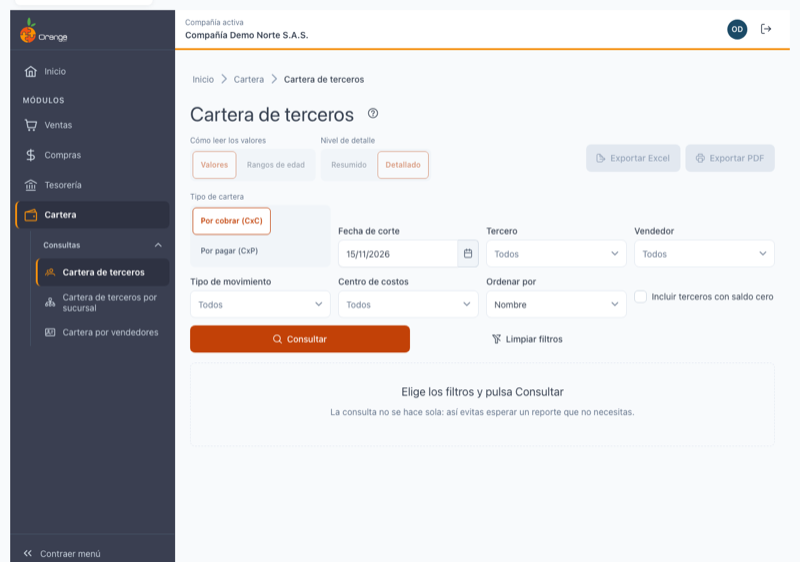 Orange
Compañía activa
Compañía Demo Norte S.A.S.
OD
Inicio
MÓDULOS
Ventas
Compras
Tesorería
Cartera
Consultas
Cartera de terceros
Cartera de terceros por
sucursal
Cartera por vendedores
Contraer menú
Inicio > Cartera > Cartera de terceros
Cartera de terceros
Cómo leer los valores
Nivel de detalle
Valores
Rangos de edad
Resumido
Detallado
Exportar Excel
Exportar PDF
Tipo de cartera
Por cobrar (CxC)
Por pagar (CxP)
Fecha de corte
15/11/2026
Tercero
Todos
Vendedor
Todos
Tipo de movimiento
Todos
Centro de costos
Todos
Ordenar por
Nombre
Incluir terceros con saldo cero
Consultar
Limpiar filtros
Elige los filtros y pulsa Consultar
La consulta no se hace sola: así evitas esperar un reporte que no necesitas.